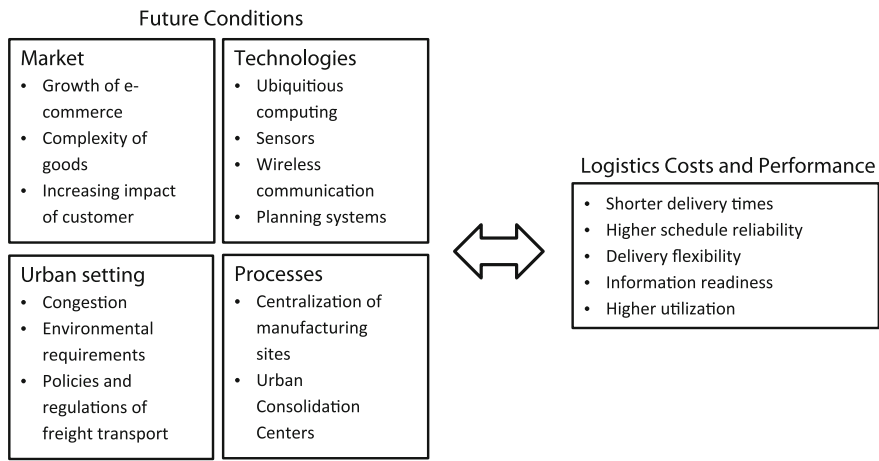 Future Conditions
Market
• Growth of e-
commerce
• Complexity of
goods
• Increasing impact
of customer
Technologies
• Ubiquitious
computing
• Sensors
• Wireless
communication
• Planning systems
Urban setting
• Congestion
• Environmental
requirements
• Policies and
regulations of
freight transport
Processes
• Centralization of
manufacturing
sites
• Urban
Consolidation
Centers
Logistics Costs and Performance
• Shorter delivery times
• Higher schedule reliability
• Delivery flexibility
• Information readiness
• Higher utilization